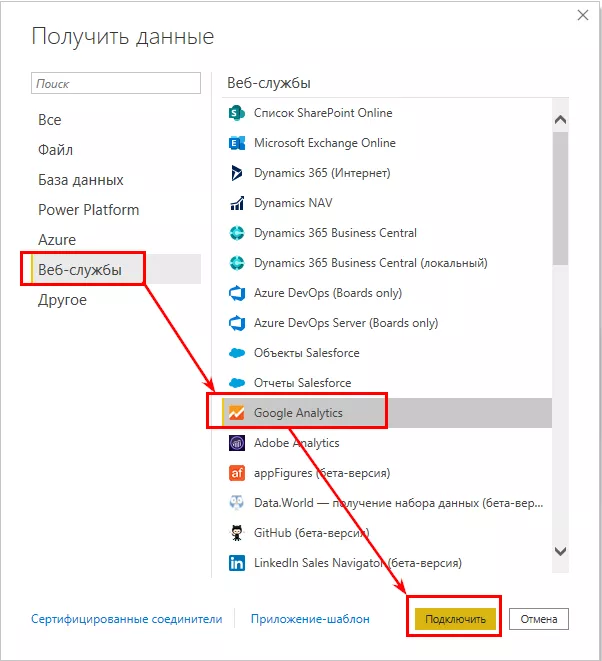 Получить данные
Поиск
Все
Файл
База данных
Power Platform
Azure
Веб-службы
Другое
Веб-службы
Список SharePoint Online
Microsoft Exchange Online
Dynamics 365 (Интернет)
Dynamics NAV
Dynamics 365 Business Central
Dynamics 365 Business Central (локальный)
Azure DevOps (Boards only)
Azure DevOps Server (Boards only)
Объекты Salesforce
Отчеты Salesforce
Google Analytics
Adobe Analytics
appFigures (бета-версия)
Data.World — получение набора данных (бета-вер...
GitHub (бета-версия)
LinkedIn Sales Navigator (бета-версия)
Сертифицированные соединители
Приложение-шаблон
Подключить
Отмена